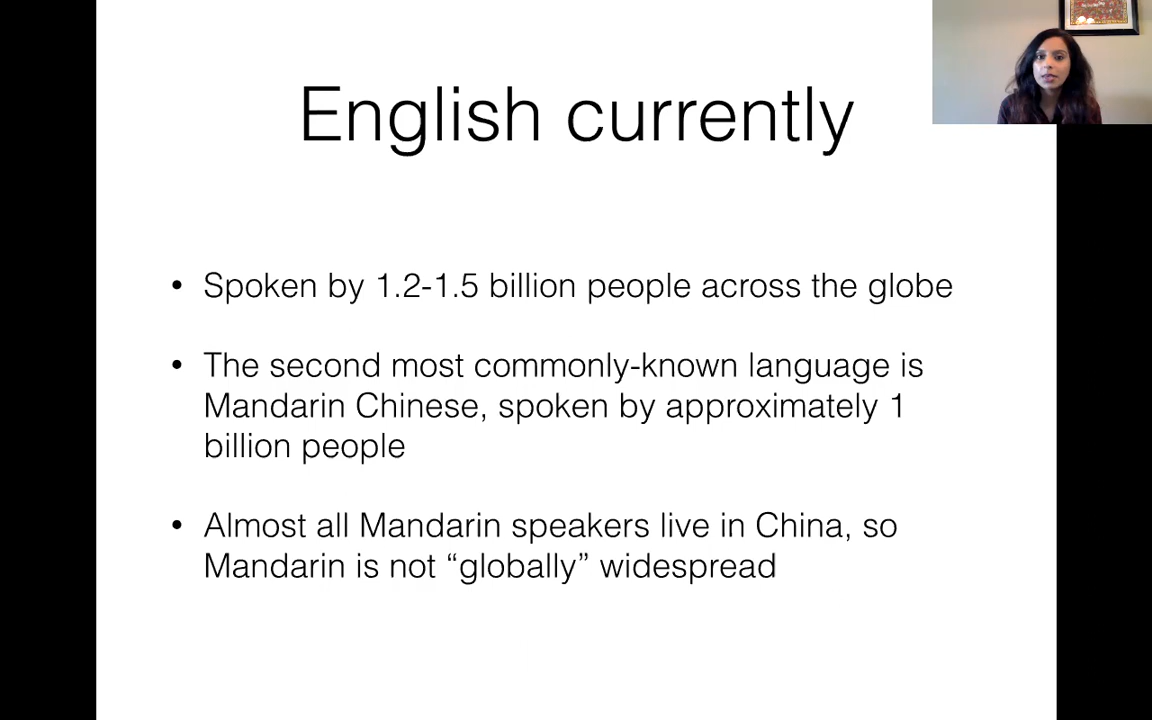 English currently
• Spoken by 1.2-1.5 billion people across the globe
• The second most commonly-known language is
Mandarin Chinese, spoken by approximately 1
billion people
• Almost all Mandarin speakers live in China, so
Mandarin is not “globally” widespread